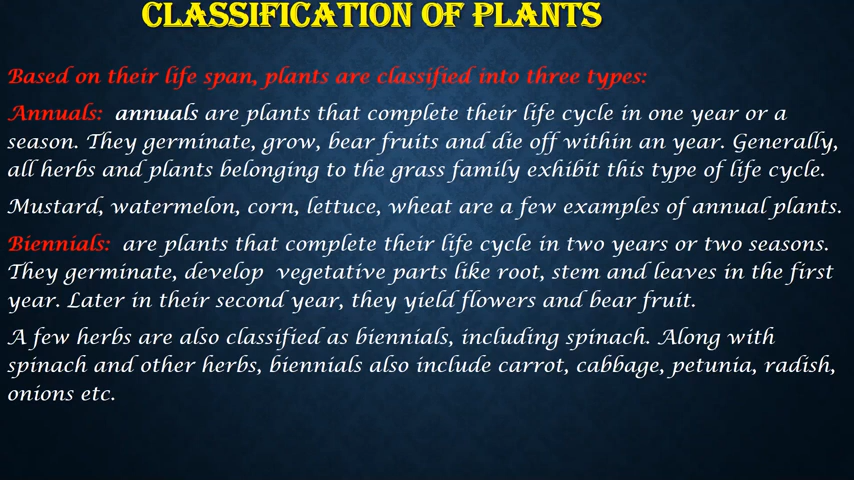 CLASSIFICATION OF PLANTS
Based on their life span, plants are classified into three types:
Annuals: annuals are plants that complete their life cycle in one year or a
season. They germinate, grow, bear fruits and die off within an year. Generally,
all herbs and plants belonging to the grass family exhibit this type of life cycle.
Mustard, watermelon, corn, lettuce, wheat are a few examples of annual plants.
Biennials: are plants that complete their life cycle in two years or two seasons.
They germinate, develop vegetative parts like root, stem and leaves in the first
year. Later in their second year, they yield flowers and bear fruit.
A few herbs are also classified as biennials, including spinach. Along with
spinach and other herbs, biennials also include carrot, cabbage, petunia, radish,
onions etc.